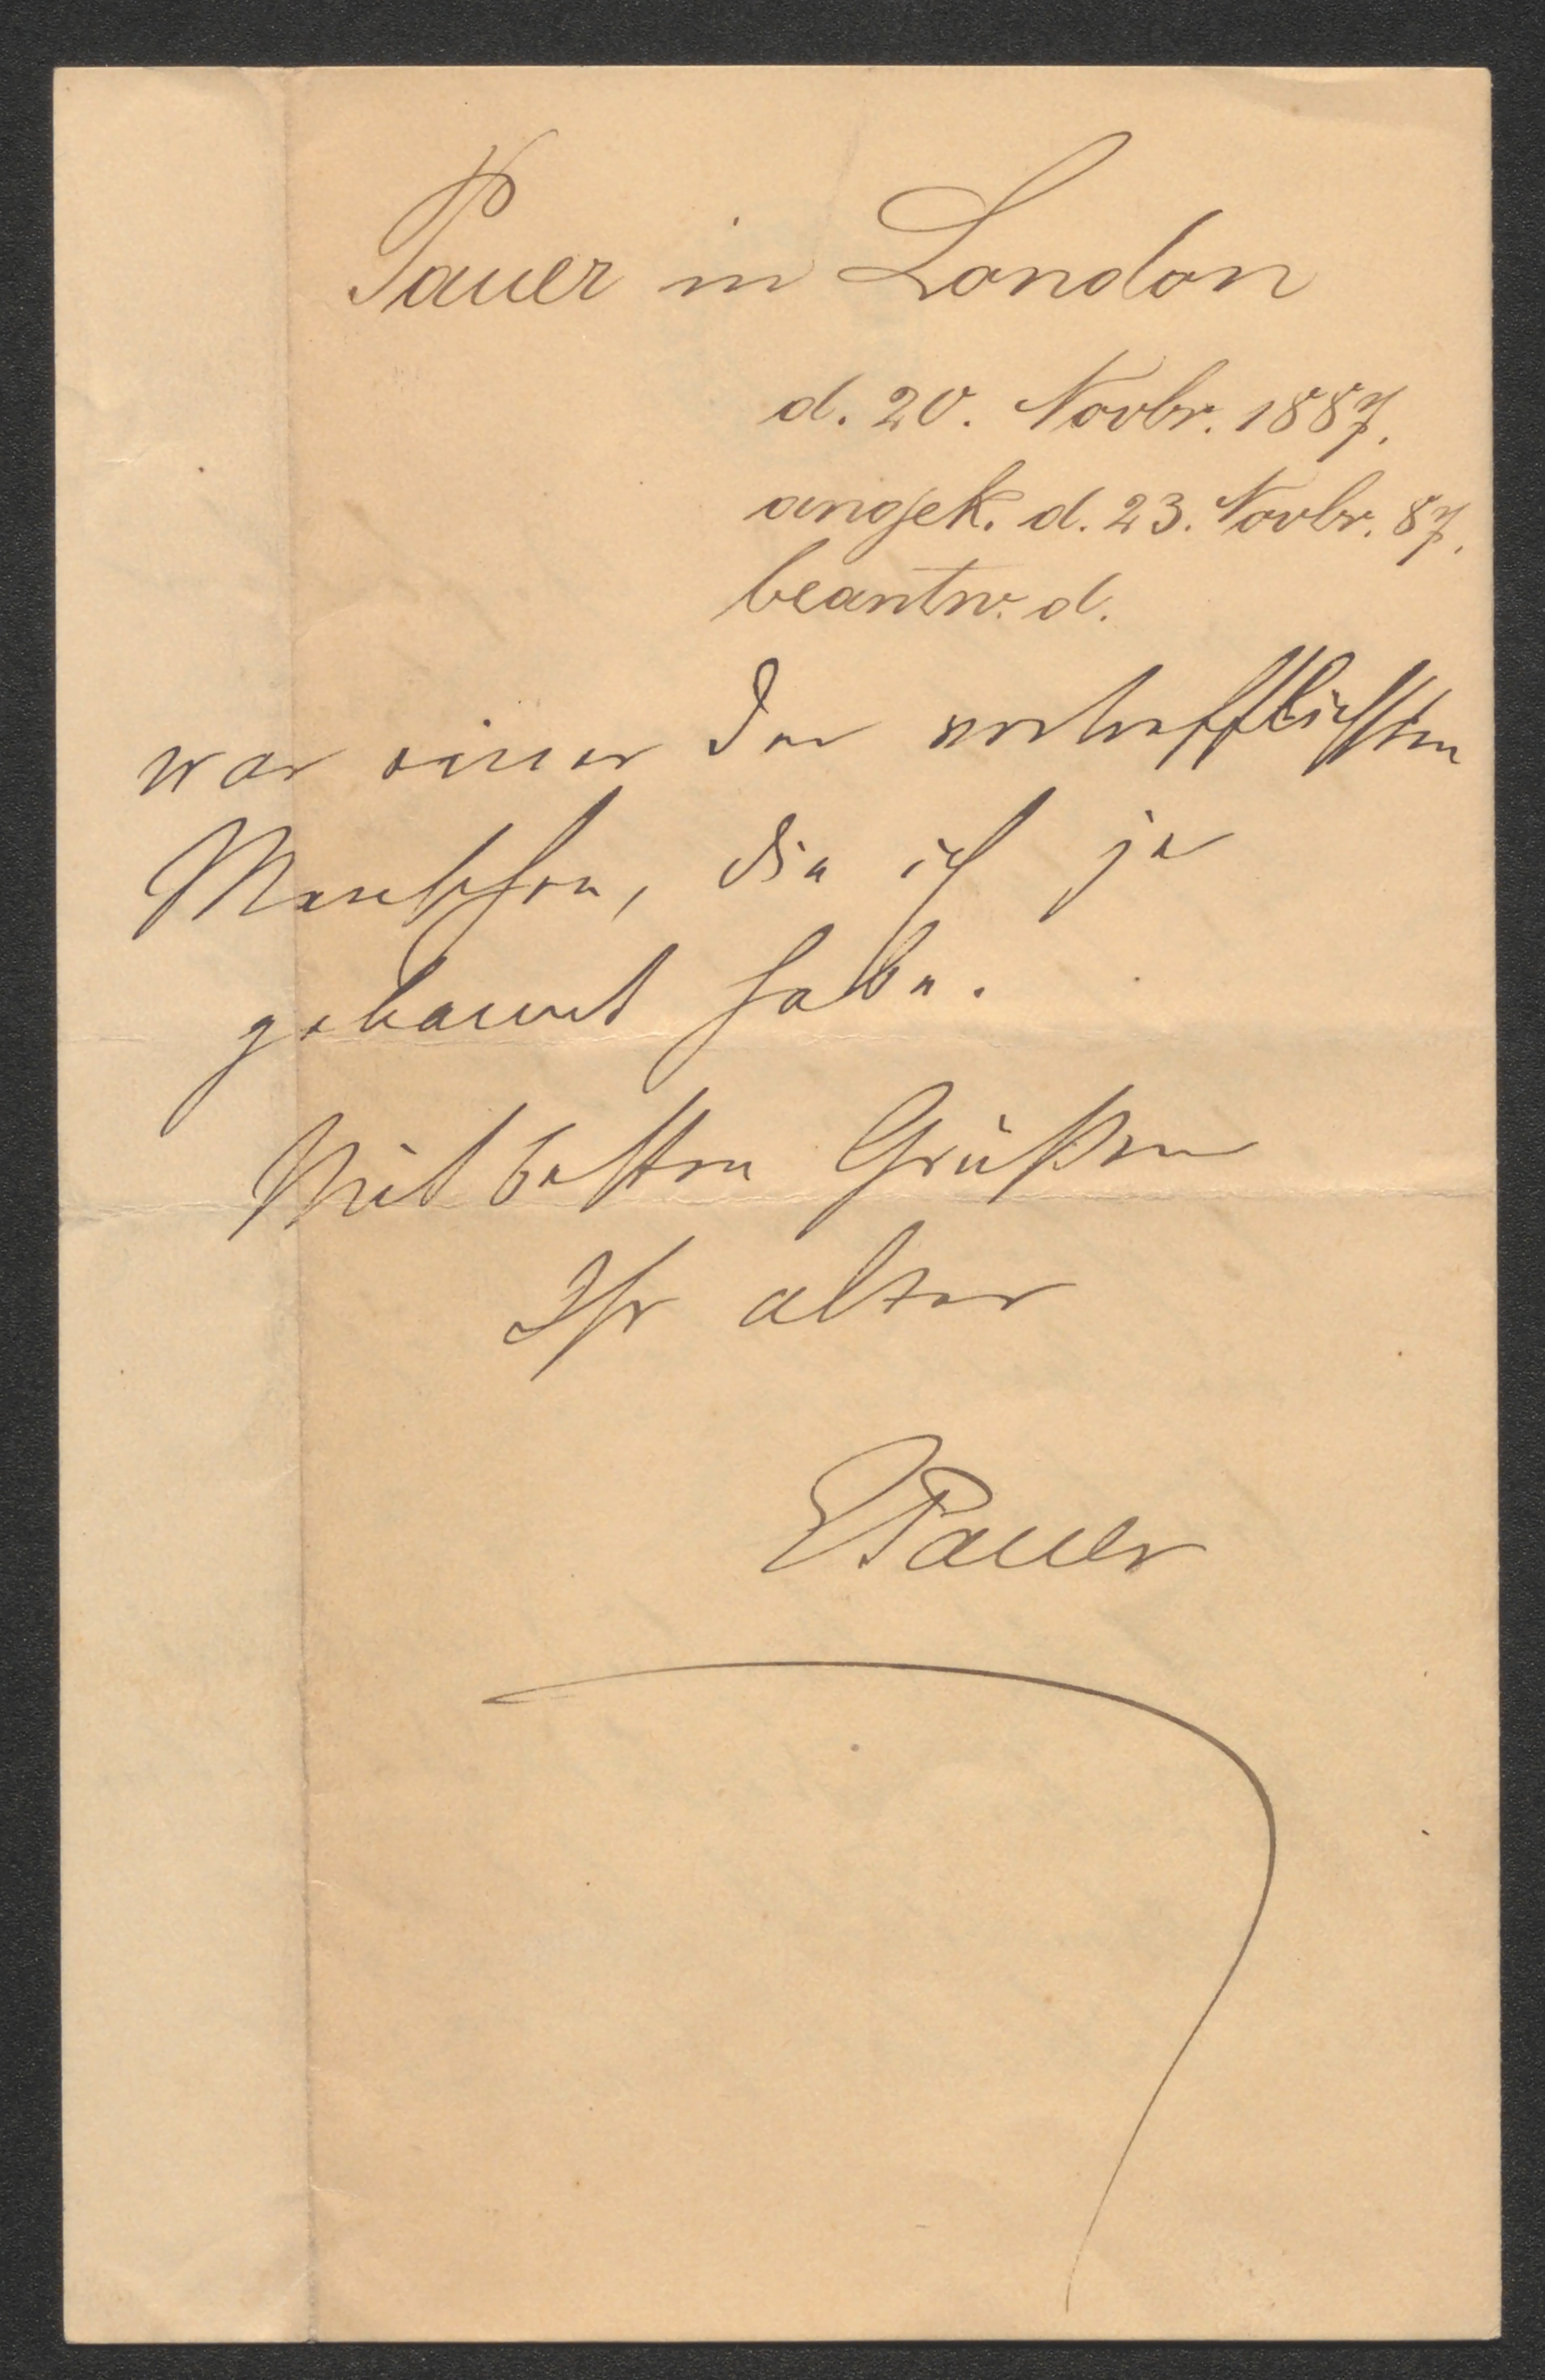 Pauer in London
d. 20. Novbr. 1887.
angek. d. 23. Novbr. 87.
beantw. d.
war einer der vortrefflichsten
Menschen, die ich je
gekannt habe.
Mit besten Grüßen
Ihr alter
EPauer